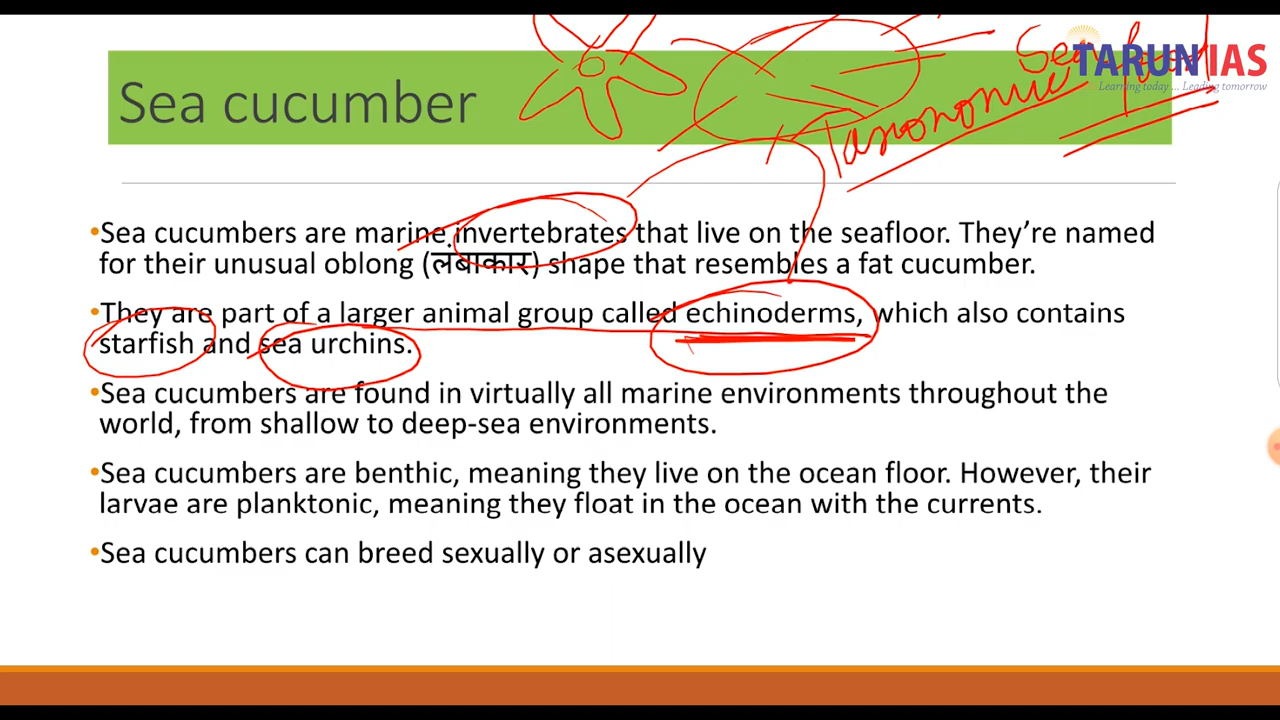 Sea food
TARUN IAS
Learning today ... Leading tomorrow
Taxonomic
Sea cucumber
•Sea cucumbers are marine invertebrates that live on the seafloor. They’re named
for their unusual oblong (लंबाकार) shape that resembles a fat cucumber.
•They are part of a larger animal group called echinoderms, which also contains
starfish and sea urchins.
•Sea cucumbers are found in virtually all marine environments throughout the
world, from shallow to deep-sea environments.
•Sea cucumbers are benthic, meaning they live on the ocean floor. However, their
larvae are planktonic, meaning they float in the ocean with the currents.
•Sea cucumbers can breed sexually or asexually